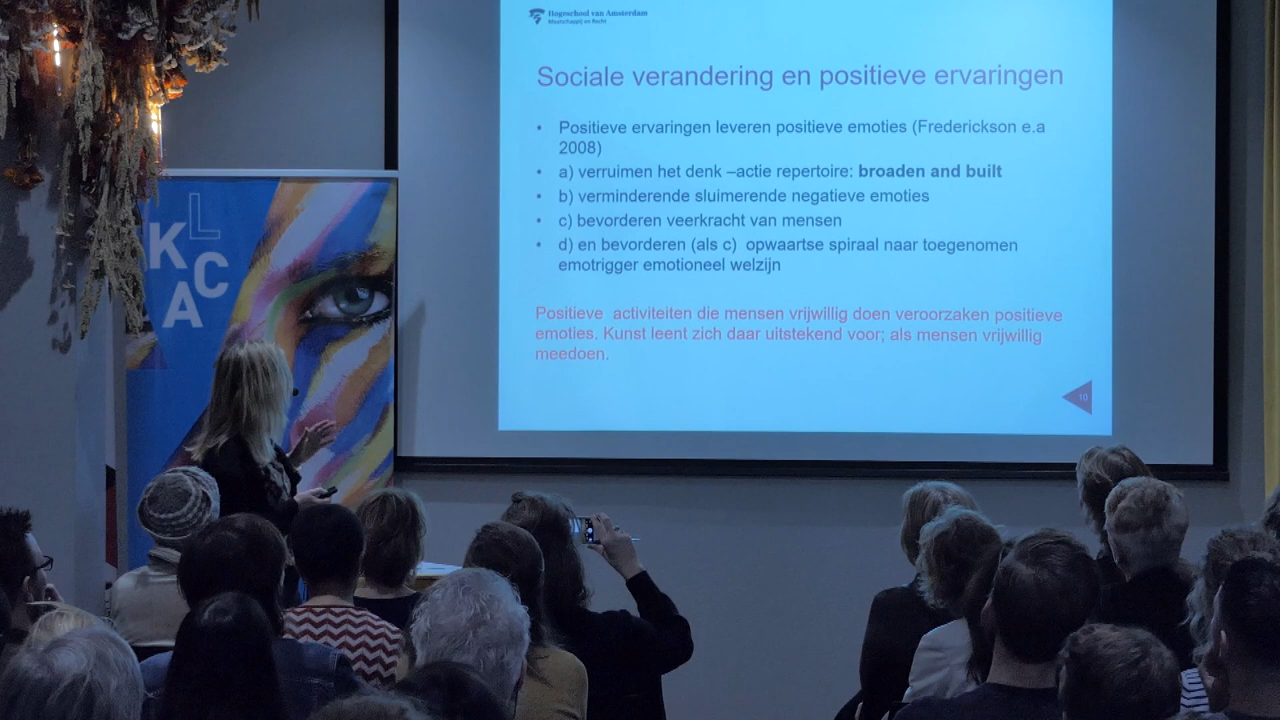 Hogeschool van Amsterdam
Maatschappij en Recht
Sociale verandering en positieve ervaringen
• Positieve ervaringen leveren positieve emoties (Frederickson e.a
2008)
• a) verruimen het denk –actie repertoire: broaden and built
• b) verminderende sluimerende negatieve emoties
• c) bevorderen veerkracht van mensen
• d) en bevorderen (als c) opwaartse spiraal naar toegenomen
emotrigger emotioneel welzijn
Positieve activiteiten die mensen vrijwillig doen veroorzaken positieve
emoties. Kunst leent zich daar uitstekend voor; als mensen vrijwillig
meedoen.
10
L
K
C
A